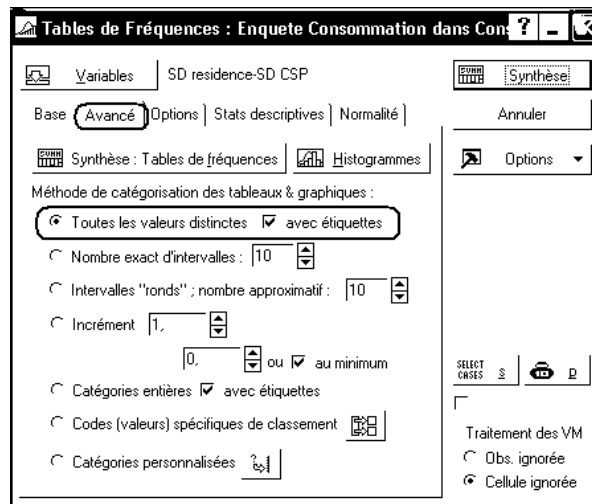 Tables de Fréquences : Enquete Consommation dans Con
Variables SD residence-SD CSP
Synthèse
Base Avancé Options Stats descriptives Normalité
Annuler
Synthèse : Tables de fréquences Histogrammes
Options
Méthode de catégorisation des tableaux & graphiques :
Toutes les valeurs distinctes avec étiquettes
Nombre exact d'intervalles : 10
Intervalles "ronds" ; nombre approximatif : 10
Incrément 1,
0, ou au minimum
SELECT CASES S D
Catégories entières avec étiquettes
Codes (valeurs) spécifiques de classement
Traitement des VM
Catégories personnalisées
Obs. ignorée
Cellule ignorée